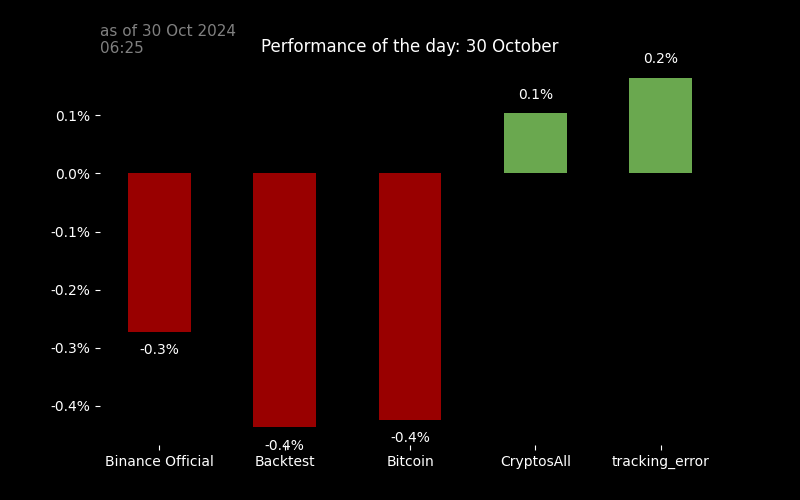 as of 30 Oct 2024
06:25
Performance of the day: 30 October
0.2%
0.1%
0.1%
0.0%
-0.1%
-0.2%
-0.3%
-0.3%
-0.4%
-0.4%
-0.4%
Binance Official
Backtest
Bitcoin
CryptosAll
tracking_error